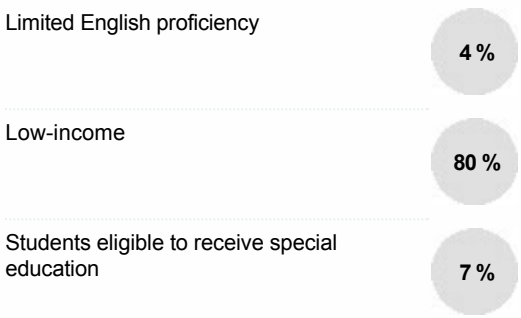 Limited English proficiency
4 %
Low-income
80 %
Students eligible to receive special
education
7 %